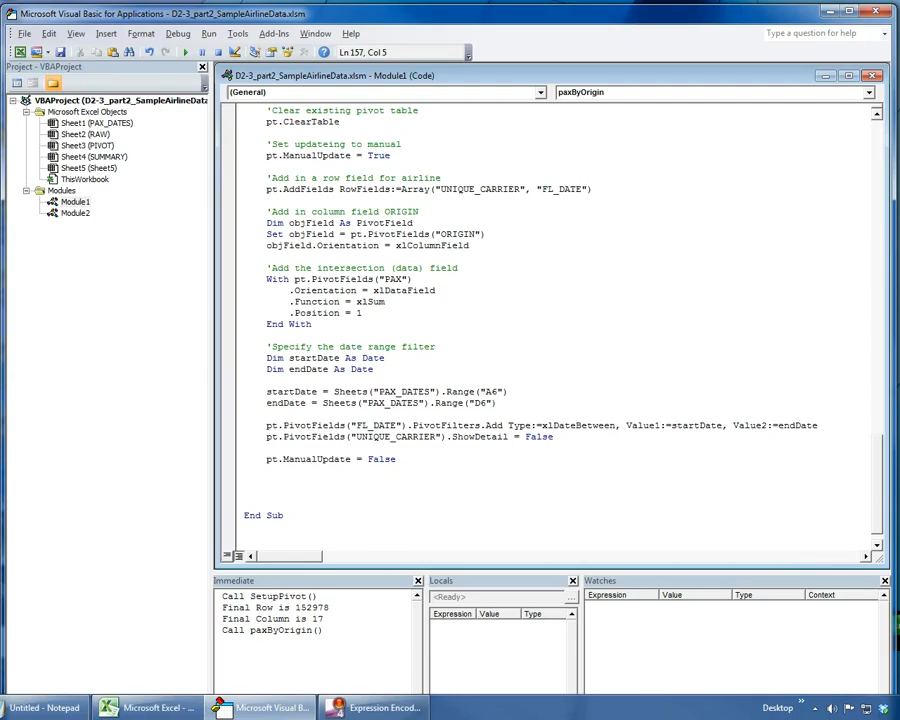 Microsoft Visual Basic for Applications - D2-3_part2_SampleAirlineData.xlsm
File Edit View Insert Format Debug Run Tools Add-Ins Window Help
Type a question for help
Ln 157, Col 5
Project - VBAProject
D2-3_part2_SampleAirlineData.xlsm - Module1 (Code)
(General) paxByOrigin
VBAProject (D2-3_part2_SampleAirlineData
Microsoft Excel Objects
Sheet1 (PAX_DATES)
Sheet2 (RAW)
Sheet3 (PIVOT)
Sheet4 (SUMMARY)
Sheet5 (Sheet5)
ThisWorkbook
Modules
Module1
Module2
'Clear existing pivot table
pt.ClearTable
'Set updateing to manual
pt.ManualUpdate = True
'Add in a row field for airline
pt.AddFields RowFields:=Array("UNIQUE_CARRIER", "FL_DATE")
'Add in column field ORIGIN
Dim objField As PivotField
Set objField = pt.PivotFields("ORIGIN")
objField.Orientation = xlColumnField
'Add the intersection (data) field
With pt.PivotFields("PAX")
.Orientation = xlDataField
.Function = xlSum
.Position = 1
End With
'Specify the date range filter
Dim startDate As Date
Dim endDate As Date
startDate = Sheets("PAX_DATES").Range("A6")
endDate = Sheets("PAX_DATES").Range("D6")
pt.PivotFields("FL_DATE").PivotFilters.Add Type:=xlDateBetween, Value1:=startDate, Value2:=endDate
pt.PivotFields("UNIQUE_CARRIER").ShowDetail = False
pt.ManualUpdate = False
End Sub
Immediate
Call SetupPivot()
Final Row is 152978
Final Column is 17
Call paxByOrigin()
Locals
<Ready>
Expression Value Type
Watches
Expression Value Type Context
Untitled - Notepad
Microsoft Excel - ...
Microsoft Visual B...
Expression Encod...
Desktop